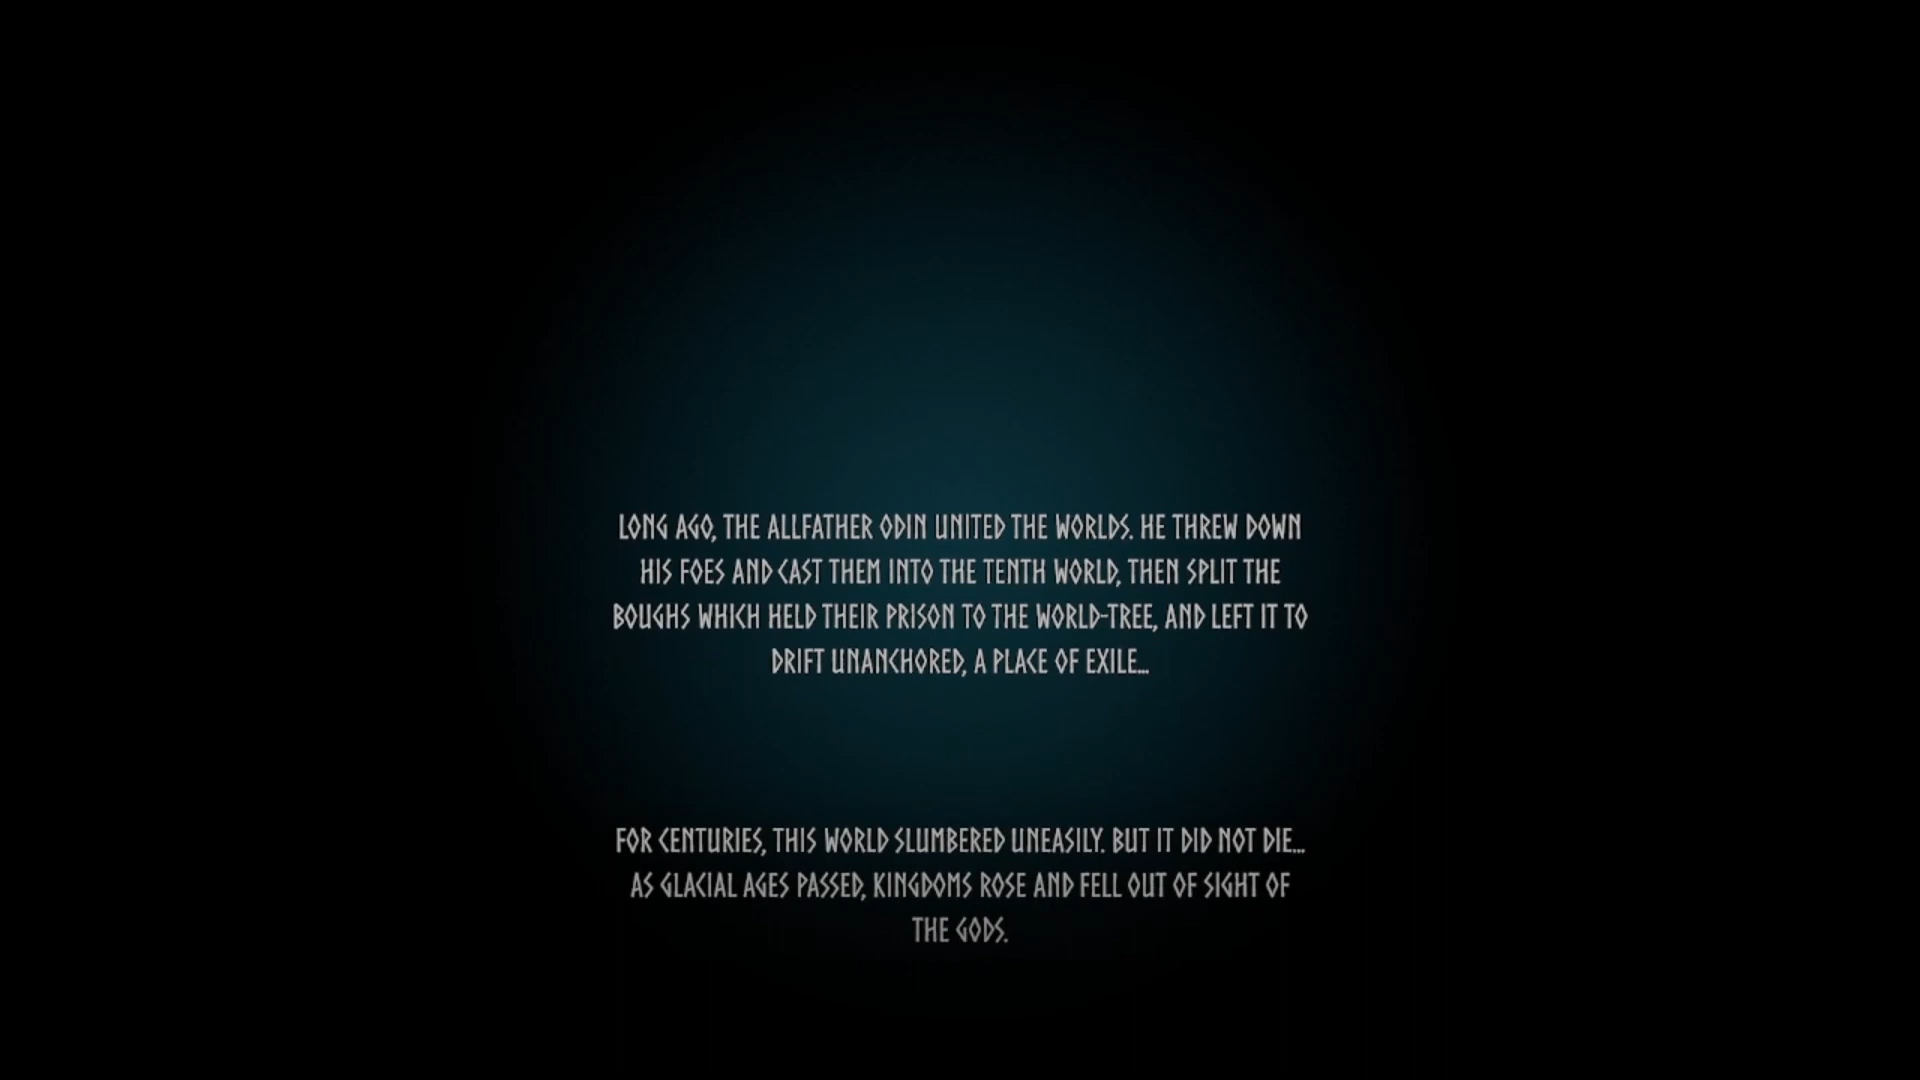 LONG AGO, THE ALLFATHER ODIN UNITED THE WORLDS. HE THREW DOWN
HIS FOES AND CAST THEM INTO THE TENTH WORLD, THEN SPLIT THE
BOUGHS WHICH HELD THEIR PRISON TO THE WORLD-TREE, AND LEFT IT TO
DRIFT UNANCHORED, A PLACE OF EXILE...
FOR CENTURIES, THIS WORLD SLUMBERED UNEASILY. BUT IT DID NOT DIE...
AS GLACIAL AGES PASSED, KINGDOMS ROSE AND FELL OUT OF SIGHT OF
THE GODS.